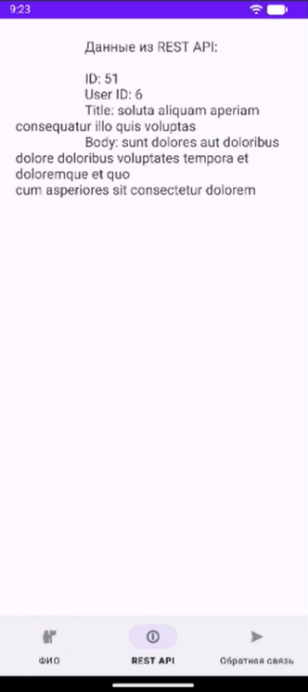 9:23
Данные из REST API:
ID: 51
User ID: 6
Title: soluta aliquam aperiam
consequatur illo quis voluptas
Body: sunt dolores aut doloribus
dolore doloribus voluptates tempora et
doloremque et quo
cum asperiores sit consectetur dolorem
ФИО
REST API
Обратная связь